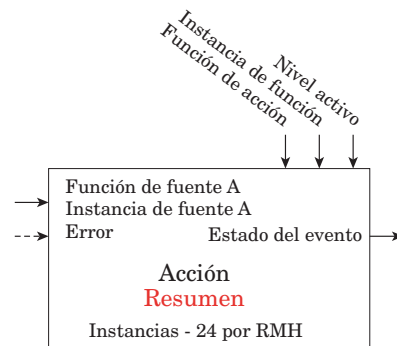 Instancia de función
Función de acción
Nivel activo
Función de fuente A
Instancia de fuente A
Error
Estado del evento
Acción
Resumen
Instancias - 24 por RMH